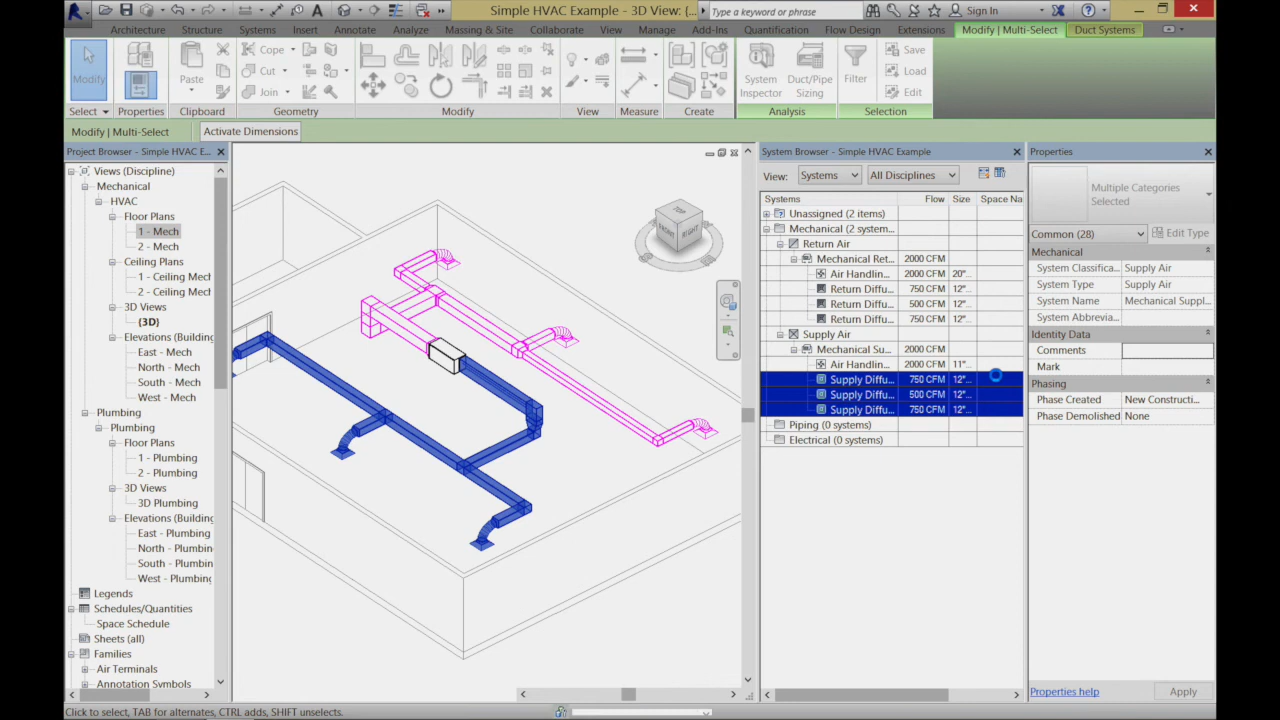 Simple HVAC Example - 3D View: {...
Type a keyword or phrase
Sign In
Architecture Structure Systems Insert Annotate Analyze Massing & Site Collaborate View Manage Add-Ins Quantification Flow Design Extensions Modify | Multi-Select Duct Systems
Modify
Paste
Cope
Cut
Join
System Inspector
Duct/Pipe Sizing
Filter
Save
Load
Edit
Select Properties Clipboard Geometry Modify View Measure Create Analysis Selection
Modify | Multi-Select Activate Dimensions
Project Browser - Simple HVAC E...
Views (Discipline)
Mechanical
HVAC
Floor Plans
1 - Mech
2 - Mech
Ceiling Plans
1 - Ceiling Mech
2 - Ceiling Mech
3D Views
(3D)
Elevations (Building
East - Mech
North - Mech
South - Mech
West - Mech
Plumbing
Plumbing
Floor Plans
1 - Plumbing
2 - Plumbing
3D Views
3D Plumbing
Elevations (Building
East - Plumbing
North - Plumbin
South - Plumbin
West - Plumbing
Legends
Schedules/Quantities
Space Schedule
Sheets (all)
Families
Air Terminals
Annotation Symbols
TOP
FRONT
RIGHT
System Browser - Simple HVAC Example
View: Systems All Disciplines
Systems Flow Size Space Na
Unassigned (2 items)
Mechanical (2 system...
Return Air
Mechanical Ret... 2000 CFM
Air Handlin... 2000 CFM 20"...
Return Diffu... 750 CFM 12"...
Return Diffu... 500 CFM 12"...
Return Diffu... 750 CFM 12"...
Supply Air
Mechanical Su... 2000 CFM
Air Handlin... 2000 CFM 11"...
Supply Diffu... 750 CFM 12"...
Supply Diffu... 500 CFM 12"...
Supply Diffu... 750 CFM 12"...
Piping (0 systems)
Electrical (0 systems)
Properties
Multiple Categories Selected
Common (28) Edit Type
Mechanical
System Classifica... Supply Air
System Type Supply Air
System Name Mechanical Suppl...
System Abbrevia...
Identity Data
Comments
Mark
Phasing
Phase Created New Constructi...
Phase Demolished None
Properties help Apply
Click to select, TAB for alternates, CTRL adds, SHIFT unselects.